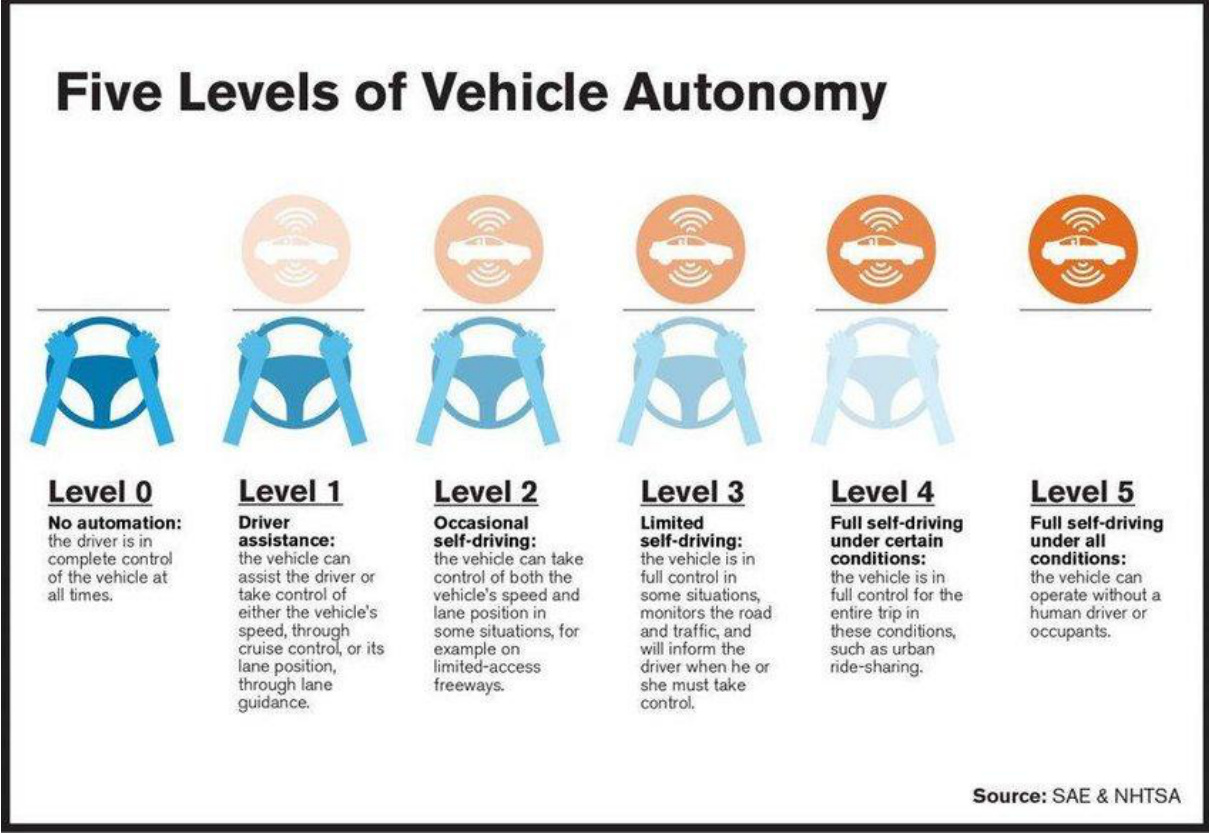 Five Levels of Vehicle Autonomy
Level 0
No automation:
the driver is in
complete control
of the vehicle at
all times.
Level 1
Driver
assistance:
the vehicle can
assist the driver or
take control of
either the vehicle's
speed, through
cruise control, or its
lane position,
through lane
guidance.
Level 2
Occasional
self-driving:
the vehicle can take
control of both the
vehicle's speed and
lane position in
some situations, for
example on
limited-access
freeways.
Level 3
Limited
self-driving:
the vehicle is in
full control in
some situations,
monitors the road
and traffic, and
will inform the
driver when he or
she must take
control.
Level 4
Full self-driving
under certain
conditions:
the vehicle is in
full control for the
entire trip in
these conditions,
such as urban
ride-sharing.
Level 5
Full self-driving
under all
conditions:
the vehicle can
operate without a
human driver or
occupants.
Source: SAE & NHTSA